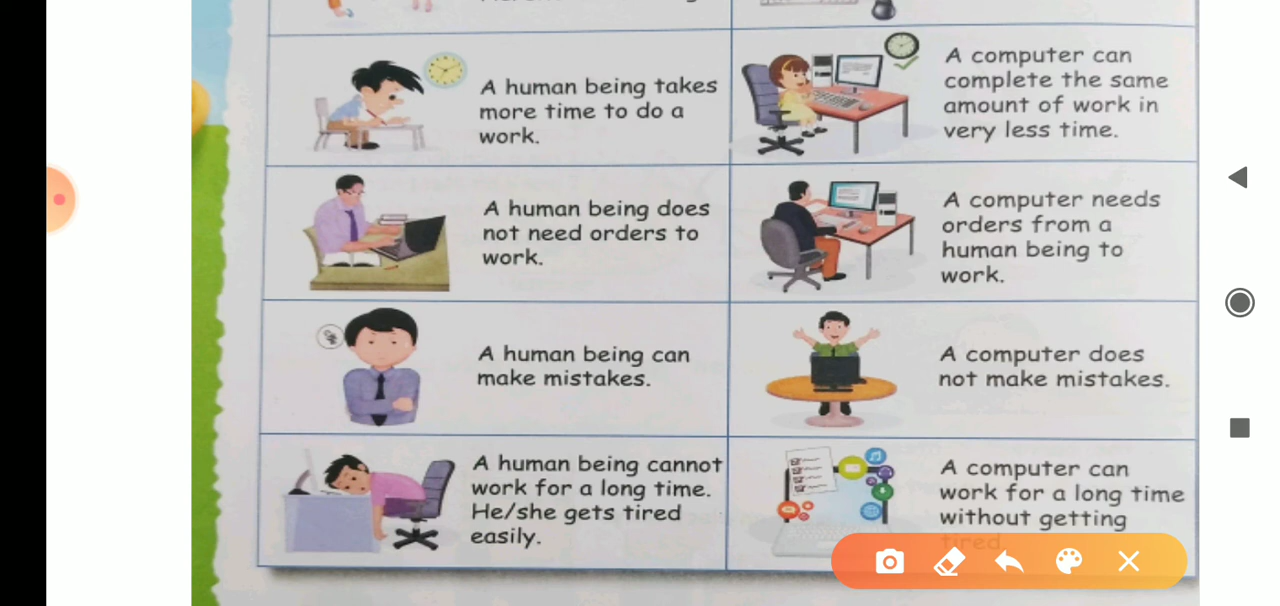 A human being takes
more time to do a
work.
A computer can
complete the same
amount of work in
very less time.
A human being does
not need orders to
work.
A computer needs
orders from a
human being to
work.
A human being can
make mistakes.
A computer does
not make mistakes.
A human being cannot
work for a long time.
He/she gets tired
easily.
A computer can
work for a long time
without getting
tired.